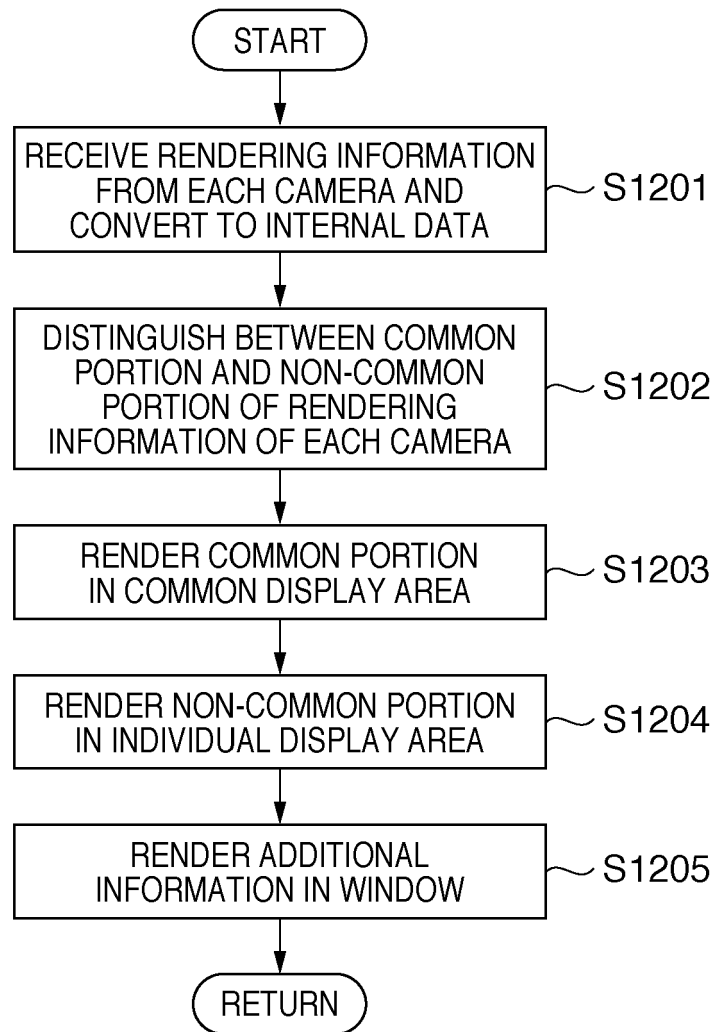 START
RECEIVE RENDERING INFORMATION
FROM EACH CAMERA AND
CONVERT TO INTERNAL DATA
S1201
DISTINGUISH BETWEEN COMMON
PORTION AND NON-COMMON
PORTION OF RENDERING
INFORMATION OF EACH CAMERA
S1202
RENDER COMMON PORTION
IN COMMON DISPLAY AREA
S1203
RENDER NON-COMMON PORTION
IN INDIVIDUAL DISPLAY AREA
S1204
RENDER ADDITIONAL
INFORMATION IN WINDOW
S1205
RETURN